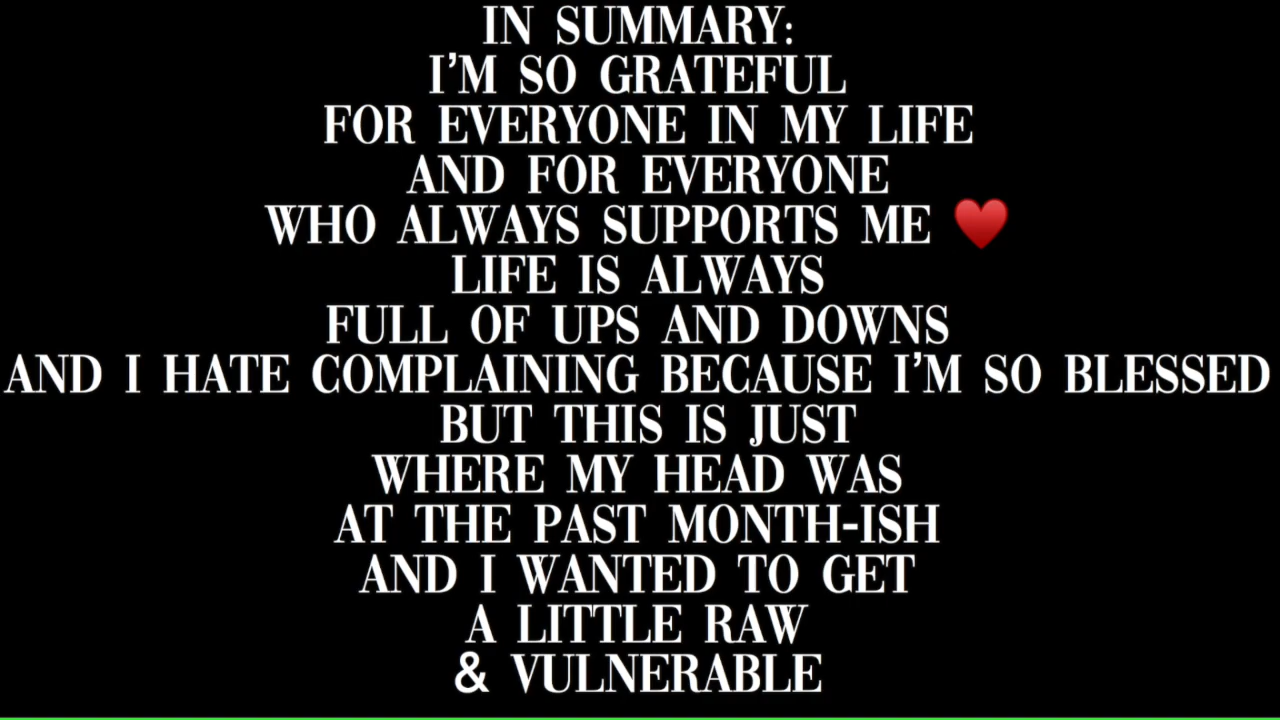 IN SUMMARY:
I'M SO GRATEFUL
FOR EVERYONE IN MY LIFE
AND FOR EVERYONE
WHO ALWAYS SUPPORTS ME ♥️
LIFE IS ALWAYS
FULL OF UPS AND DOWNS
AND I HATE COMPLAINING BECAUSE I'M SO BLESSED
BUT THIS IS JUST
WHERE MY HEAD WAS
AT THE PAST MONTH-ISH
AND I WANTED TO GET
A LITTLE RAW
& VULNERABLE